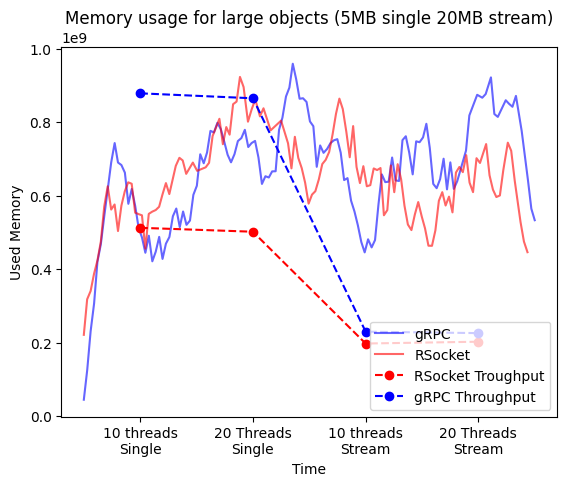 Memory usage for large objects (5MB single 20MB stream)
1e9
1.0
0.8
0.6
0.4
0.2
0.0
Used Memory
gRPC
RSocket
RSocket Troughput
gRPC Throughput
10 threads
Single
20 Threads
Single
10 threads
Stream
20 Threads
Stream
Time